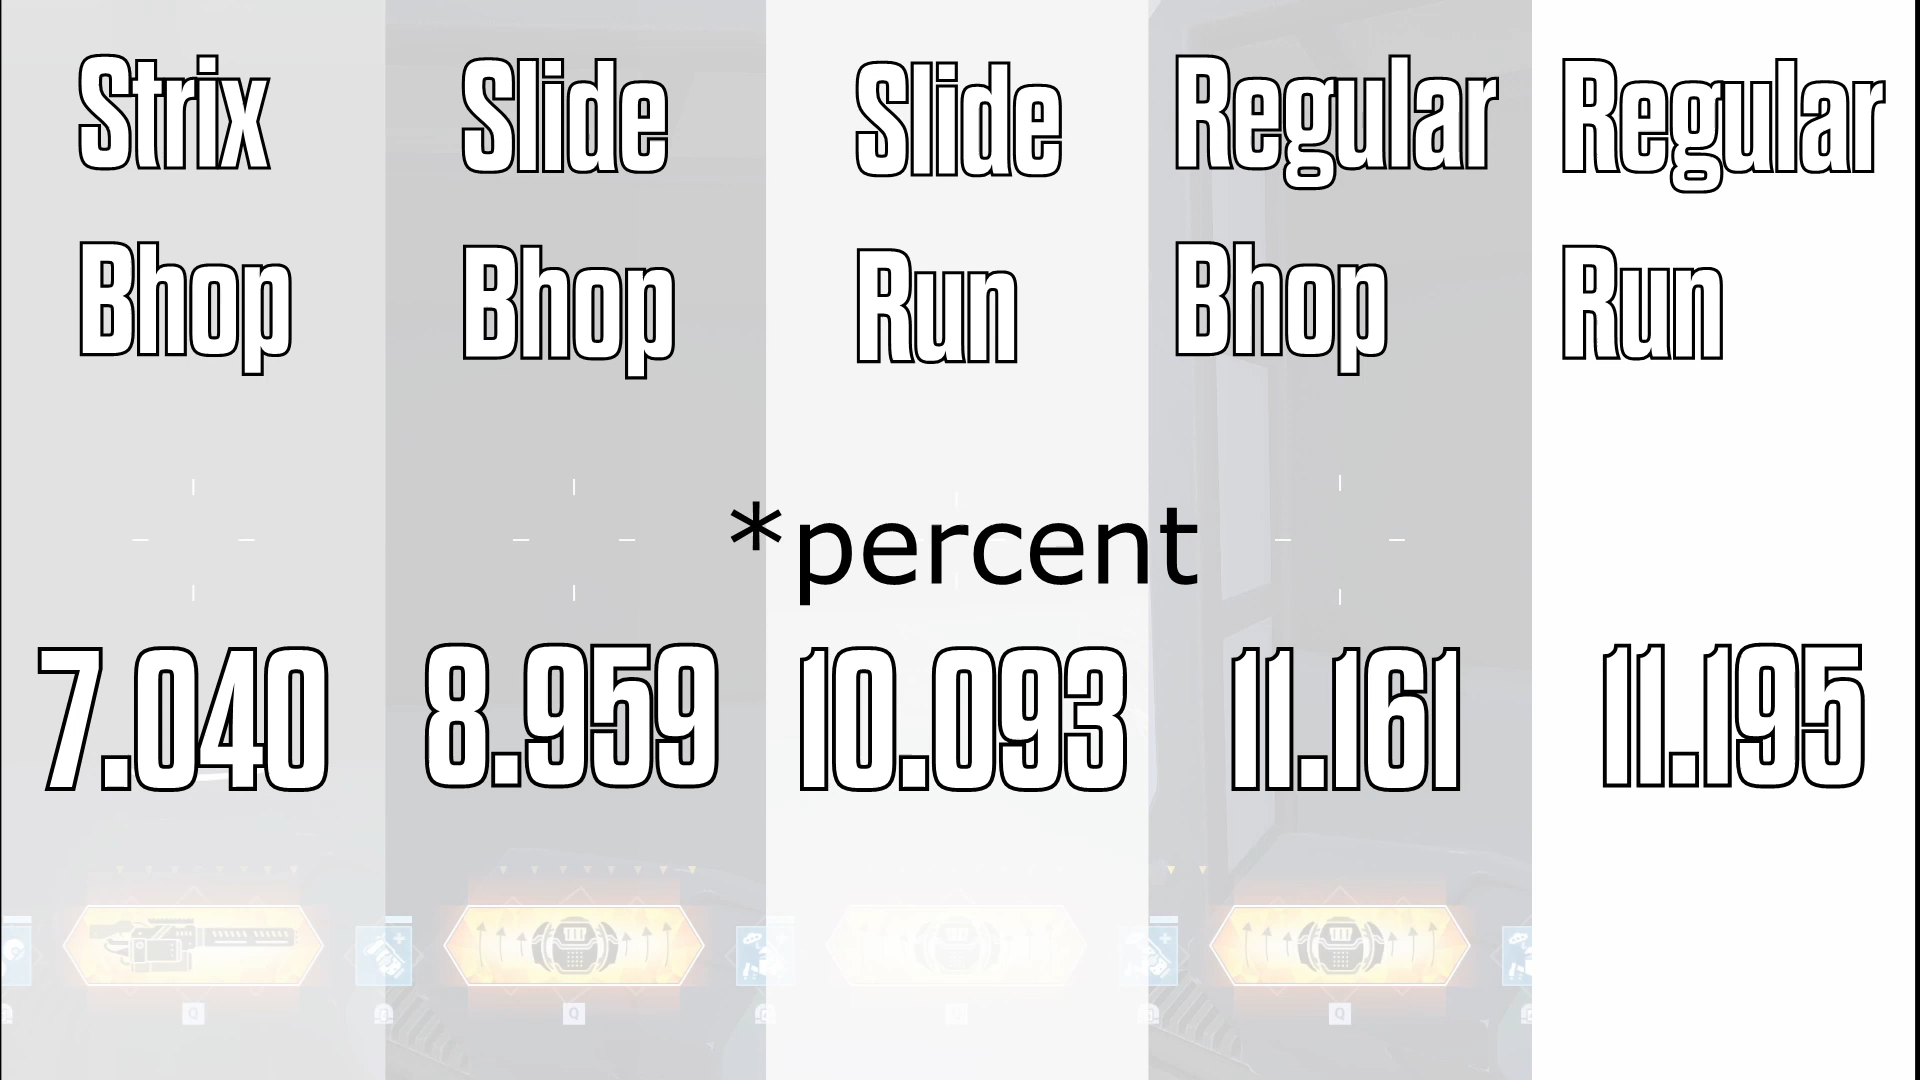 Strix
Bhop
Slide
Bhop
Slide
Run
Regular
Bhop
Regular
Run
*percent
7.040
8.959
10.093
11.161
11.195
Q
Q
Q
Q